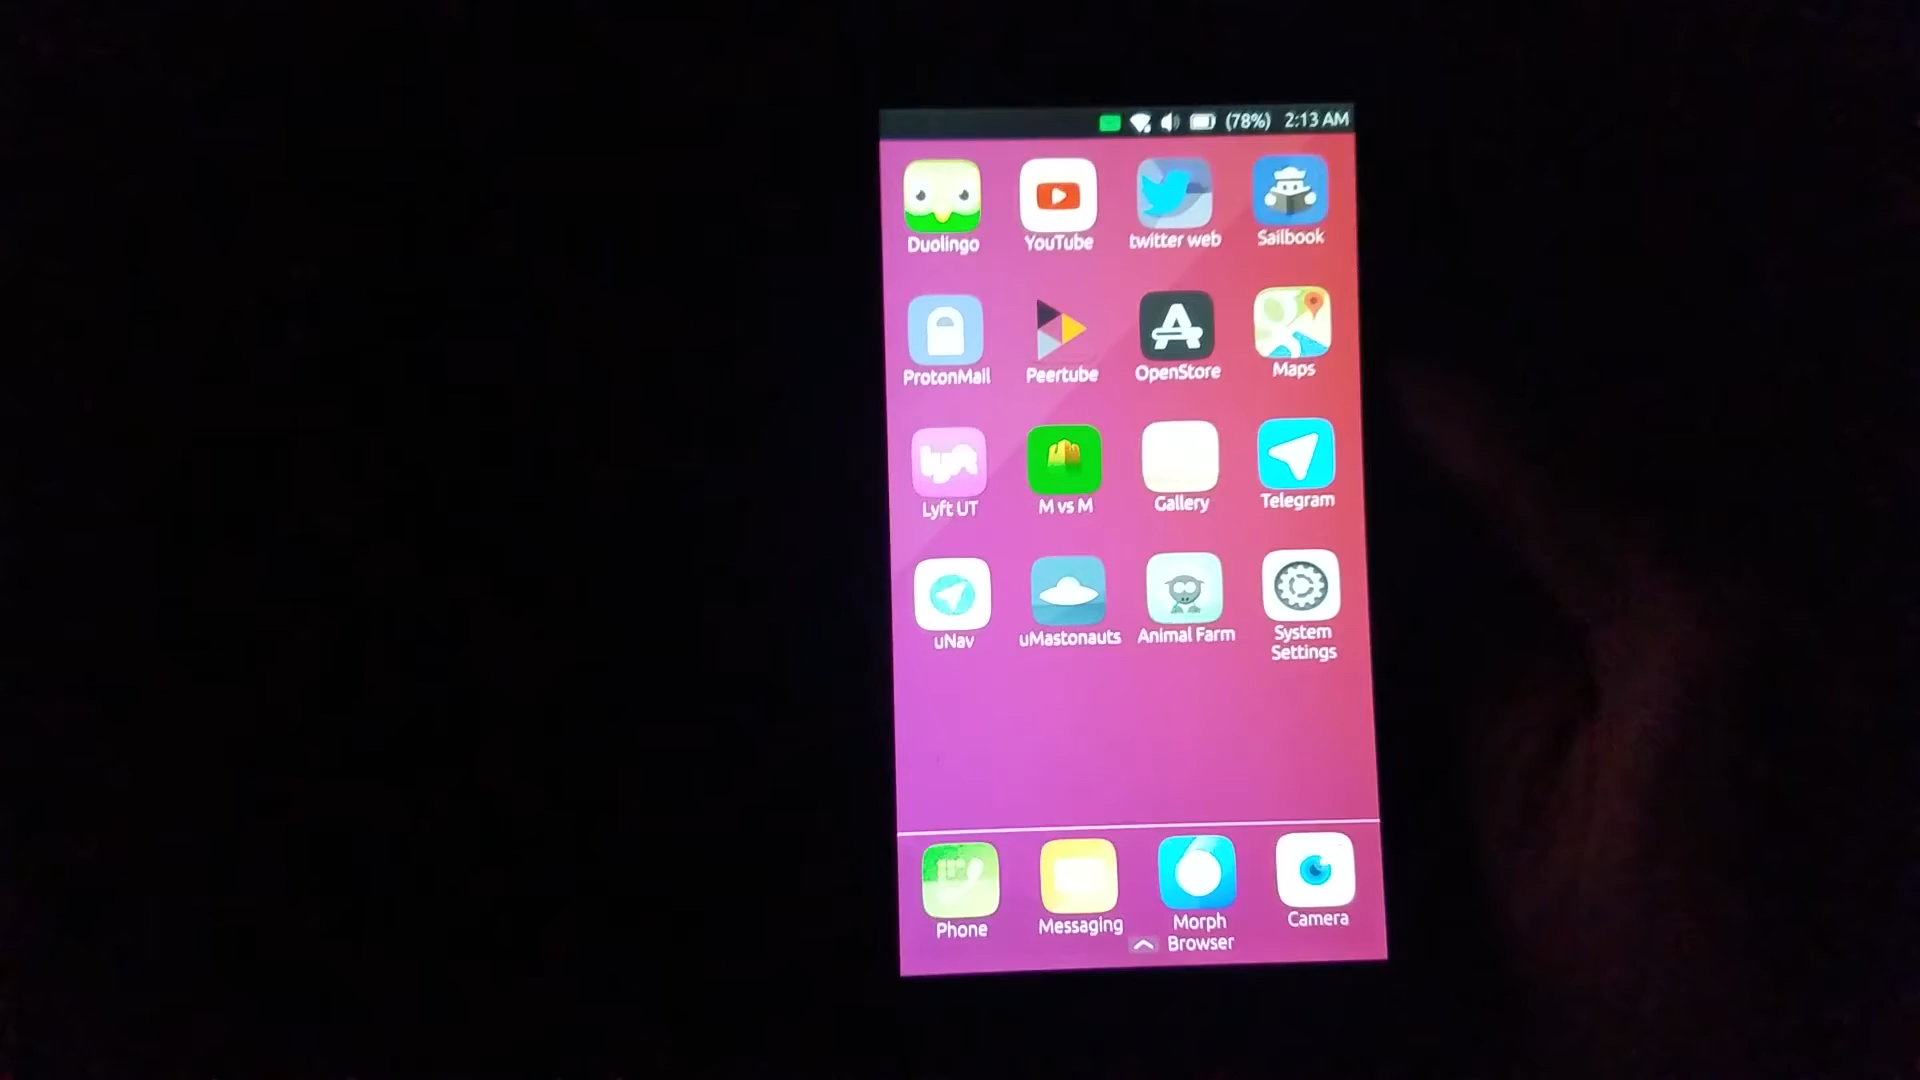 (78%) 2:13 AM
Duolingo YouTube twitter web Sailbook
ProtonMail Peertube OpenStore Maps
lyft
Lyft UT M vs M Gallery Telegram
uNav uMastonauts Animal Farm System
Settings
Phone Messaging Morph Camera
Browser